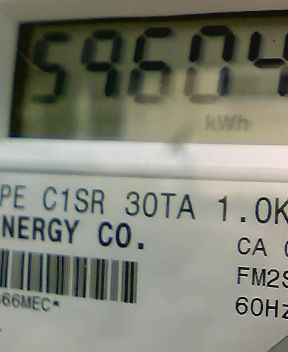 59604
kWh
PE C1SR 30TA 1.0K
NERGY CO.
CA
FM2S
66MEC*
60Hz